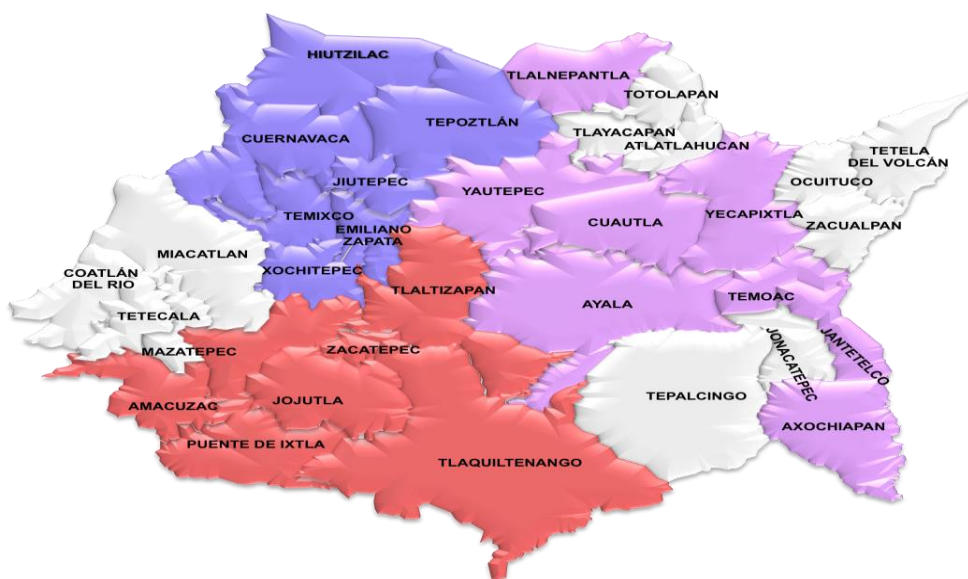 HIUTZILAC
TLALNEPANTLA
TOTOLAPAN
CUERNAVACA
TEPOZTLÁN
TLAYACAPAN
ATLATLAHUCAN
TETELA
DEL VOLCÁN
JIUTEPEC
YAUTEPEC
OCUITUCO
TEMIXCO
CUAUTLA
YECAPIXTLA
EMILIANO
ZAPATA
ZACUALPAN
MIACATLAN
XOCHITEPEC
COATLÁN
DEL RIO
TLALTIZAPAN
AYALA
TEMOAC
TETECALA
MAZATEPEC
ZACATEPEC
JONACATEPEC
JANTETELCO
AMACUZAC
JOJUTLA
TEPALCINGO
AXOCHIAPAN
PUENTE DE IXTLA
TLAQUILTENANGO